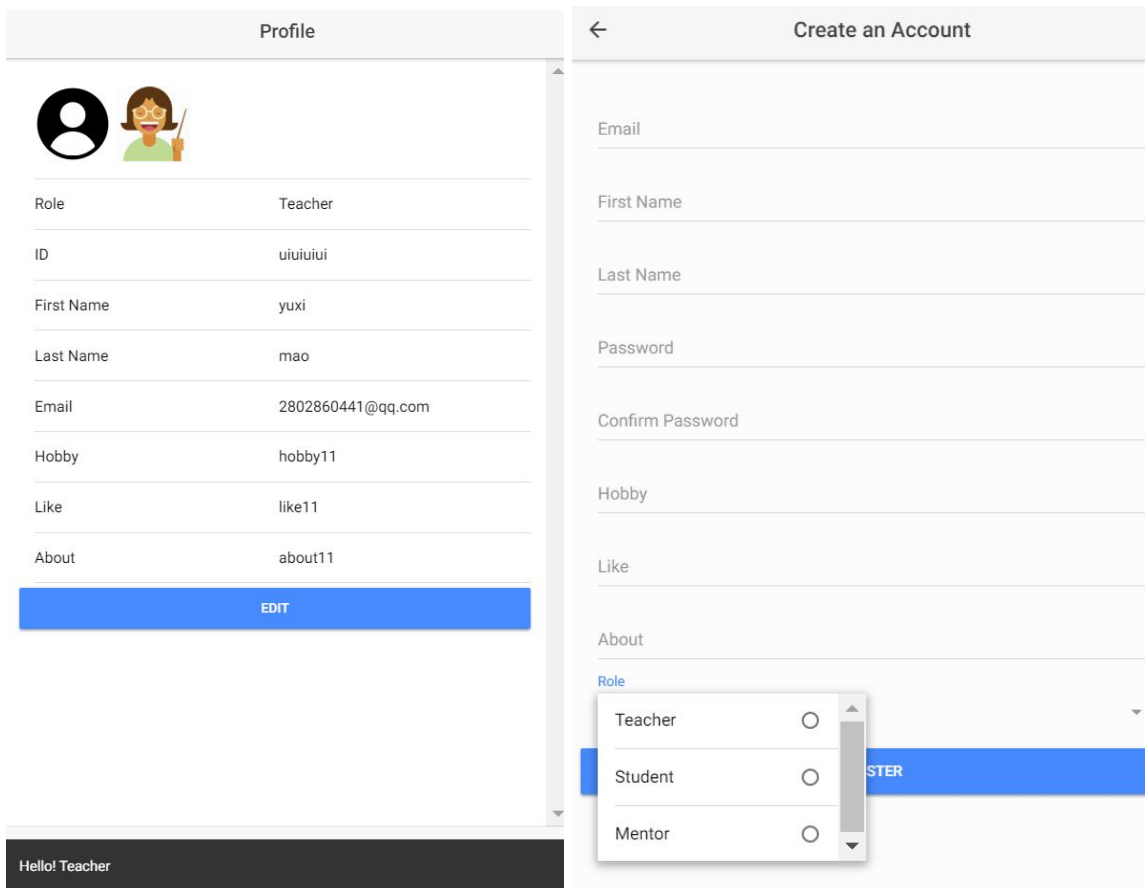 Profile
Role Teacher
ID uiuiuiui
First Name yuxi
Last Name mao
Email 2802860441@qq.com
Hobby hobby11
Like like11
About about11
EDIT
Hello! Teacher
Create an Account
Email
First Name
Last Name
Password
Confirm Password
Hobby
Like
About
Role
Teacher
Student
Mentor
STER